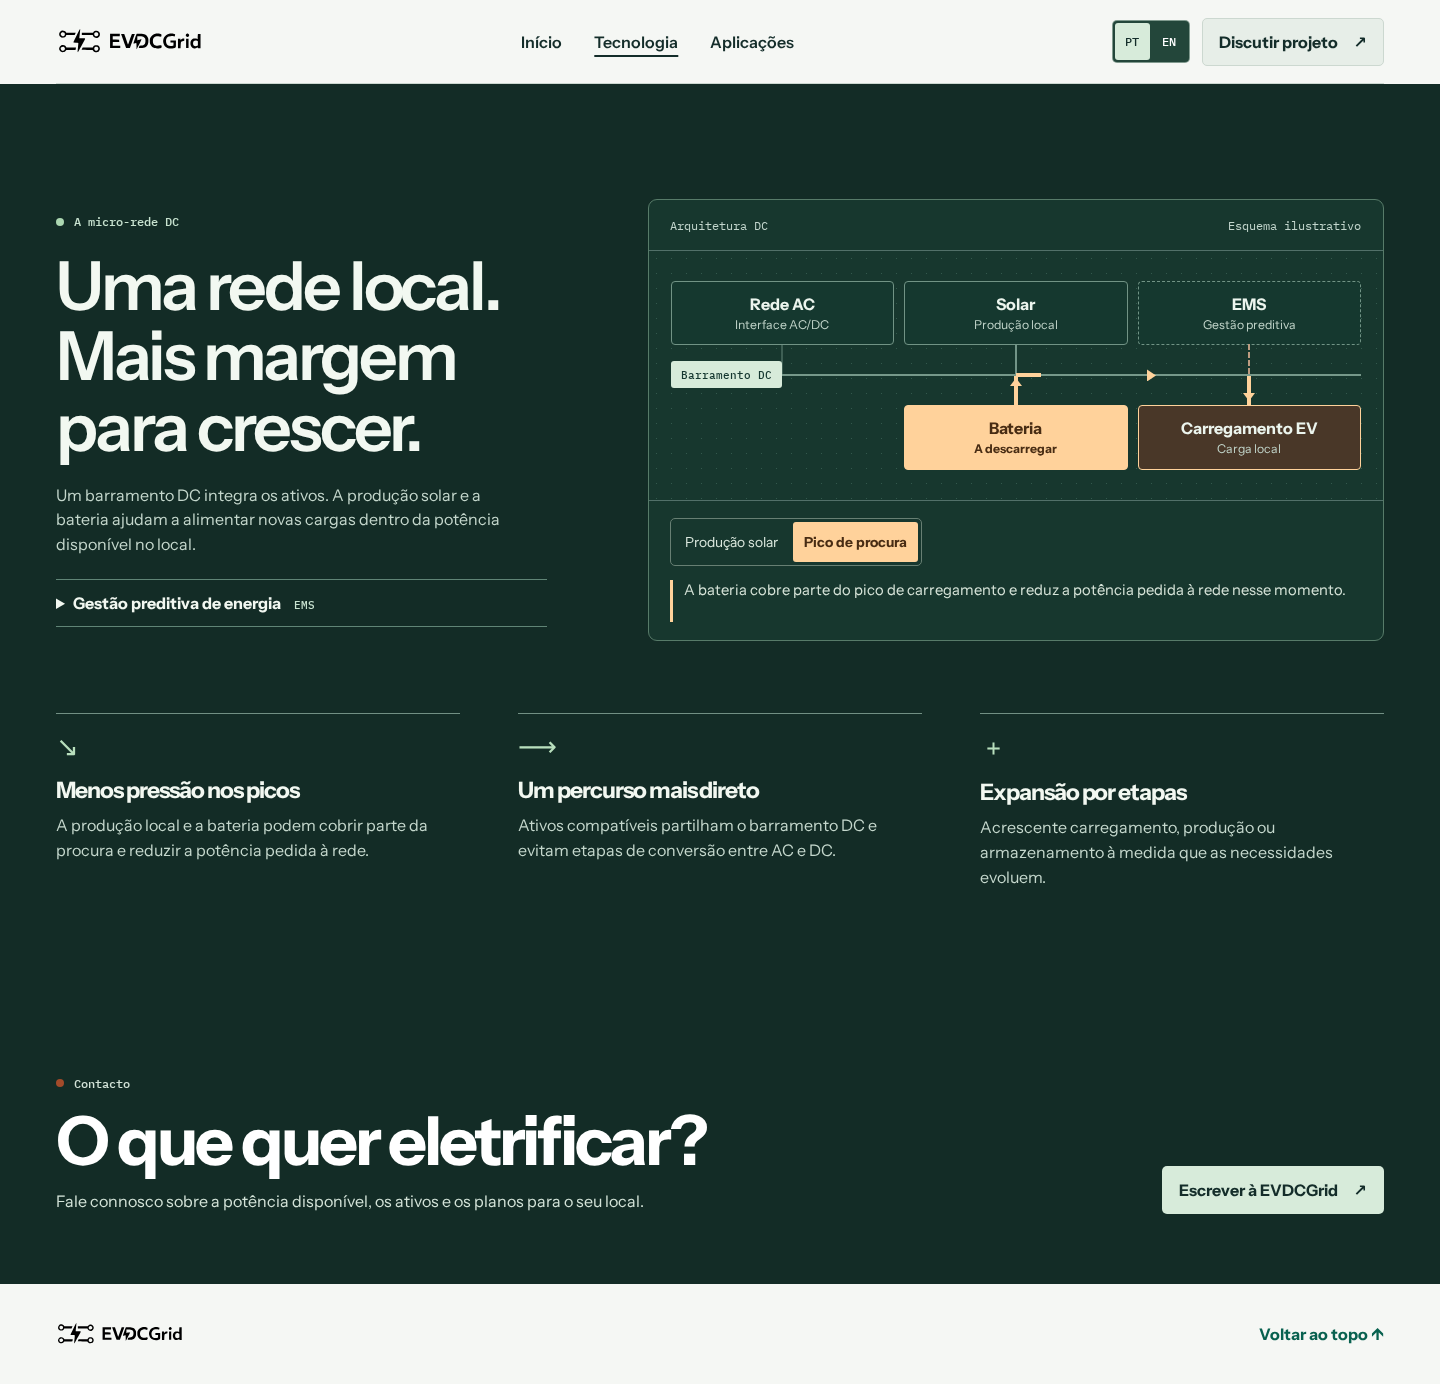 EVDCGrid
Início
Tecnologia
Aplicações
PT
EN
Discutir projeto ↗
A micro-rede DC
Uma rede local.
Mais margem
para crescer.
Um barramento DC integra os ativos. A produção solar e a
bateria ajudam a alimentar novas cargas dentro da potência
disponível no local.
Gestão preditiva de energia EMS
Arquitetura DC
Esquema ilustrativo
Rede AC
Interface AC/DC
Solar
Produção local
EMS
Gestão preditiva
Barramento DC
Bateria
A descarregar
Carregamento EV
Carga local
Produção solar
Pico de procura
A bateria cobre parte do pico de carregamento e reduz a potência pedida à rede nesse momento.
Menos pressão nos picos
A produção local e a bateria podem cobrir parte da
procura e reduzir a potência pedida à rede.
Um percurso mais direto
Ativos compatíveis partilham o barramento DC e
evitam etapas de conversão entre AC e DC.
Expansão por etapas
Acrescente carregamento, produção ou
armazenamento à medida que as necessidades
evoluem.
Contacto
O que quer eletrificar?
Fale connosco sobre a potência disponível, os ativos e os planos para o seu local.
Escrever à EVDCGrid ↗
EVDCGrid
Voltar ao topo ↑